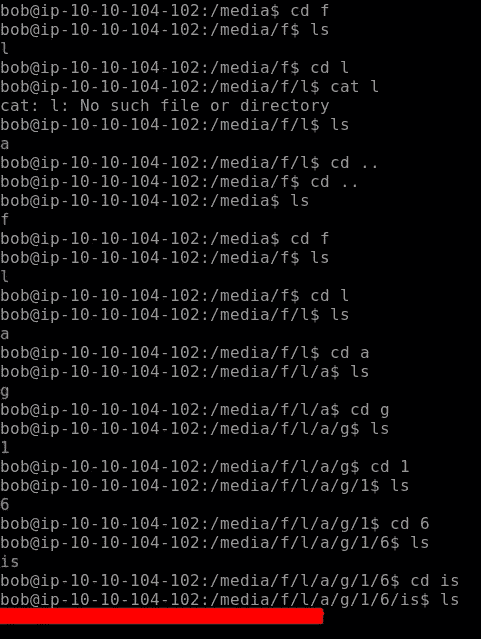 bob@ip-10-10-104-102:/media$ cd f
bob@ip-10-10-104-102:/media/f$ ls
l
bob@ip-10-10-104-102:/media/f$ cd l
bob@ip-10-10-104-102:/media/f/l$ cat l
cat: l: No such file or directory
bob@ip-10-10-104-102:/media/f/l$ ls
a
bob@ip-10-10-104-102:/media/f/l$ cd ..
bob@ip-10-10-104-102:/media/f$ cd ..
bob@ip-10-10-104-102:/media$ ls
f
bob@ip-10-10-104-102:/media$ cd f
bob@ip-10-10-104-102:/media/f$ ls
l
bob@ip-10-10-104-102:/media/f$ cd l
bob@ip-10-10-104-102:/media/f/l$ ls
a
bob@ip-10-10-104-102:/media/f/l$ cd a
bob@ip-10-10-104-102:/media/f/l/a$ ls
g
bob@ip-10-10-104-102:/media/f/l/a$ cd g
bob@ip-10-10-104-102:/media/f/l/a/g$ ls
1
bob@ip-10-10-104-102:/media/f/l/a/g$ cd 1
bob@ip-10-10-104-102:/media/f/l/a/g/1$ ls
6
bob@ip-10-10-104-102:/media/f/l/a/g/1$ cd 6
bob@ip-10-10-104-102:/media/f/l/a/g/1/6$ ls
is
bob@ip-10-10-104-102:/media/f/l/a/g/1/6$ cd is
bob@ip-10-10-104-102:/media/f/l/a/g/1/6/is$ ls